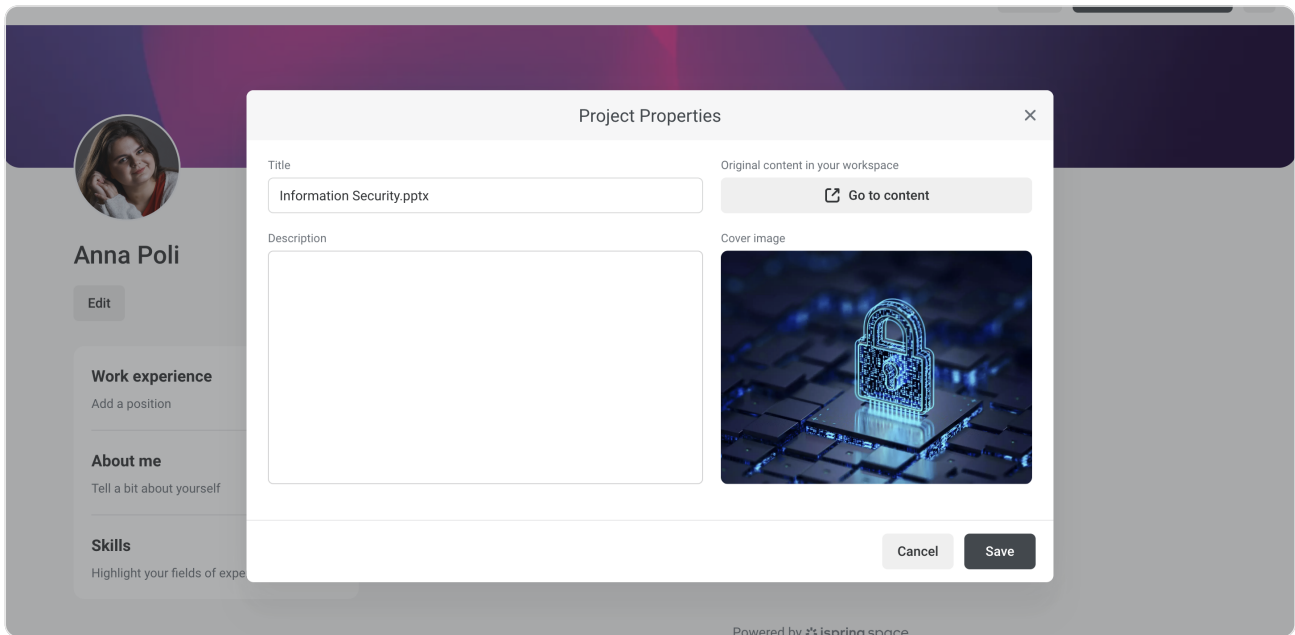 Project Properties
Title
Information Security.pptx
Original content in your workspace
Go to content
Description
Cover image
Anna Poli
Edit
Work experience
Add a position
About me
Tell a bit about yourself
Skills
Highlight your fields of expe
Cancel
Save
Powered by ispring space